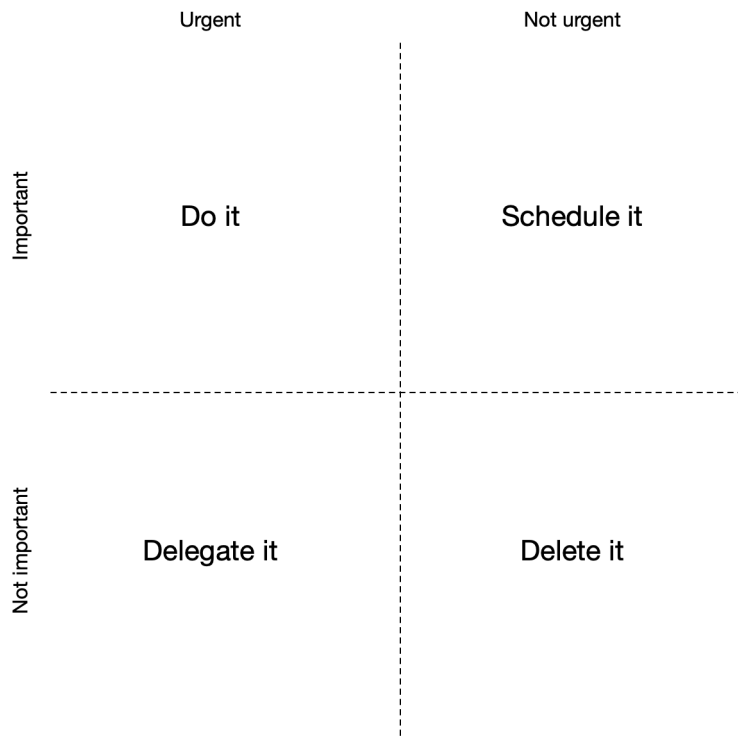 Urgent
Not urgent
Important
Do it
Schedule it
Not important
Delegate it
Delete it